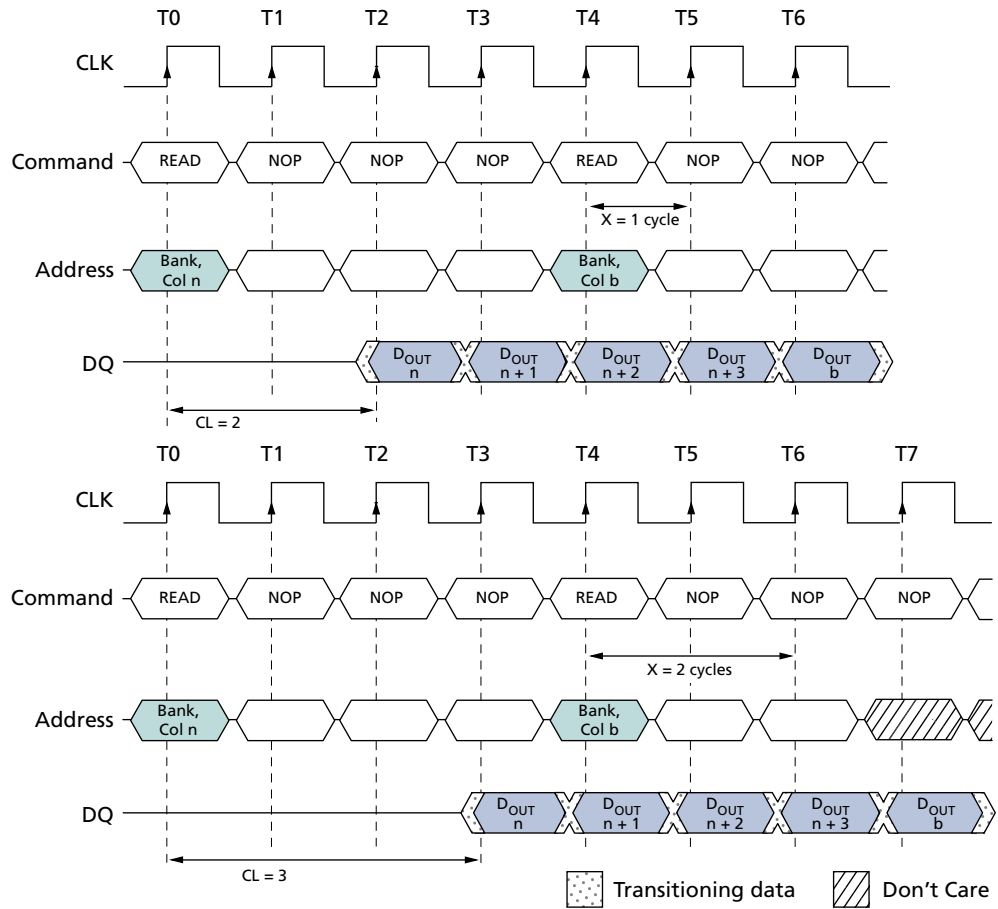 T0 T1 T2 T3 T4 T5 T6
CLK
Command READ NOP NOP NOP READ NOP NOP
X = 1 cycle
Address Bank, Col n Bank, Col b
DQ DOUT n DOUT n + 1 DOUT n + 2 DOUT n + 3 DOUT b
CL = 2
T0 T1 T2 T3 T4 T5 T6 T7
CLK
Command READ NOP NOP NOP READ NOP NOP NOP
X = 2 cycles
Address Bank, Col n Bank, Col b
DQ DOUT n DOUT n + 1 DOUT n + 2 DOUT n + 3 DOUT b
CL = 3
Transitioning data Don't Care